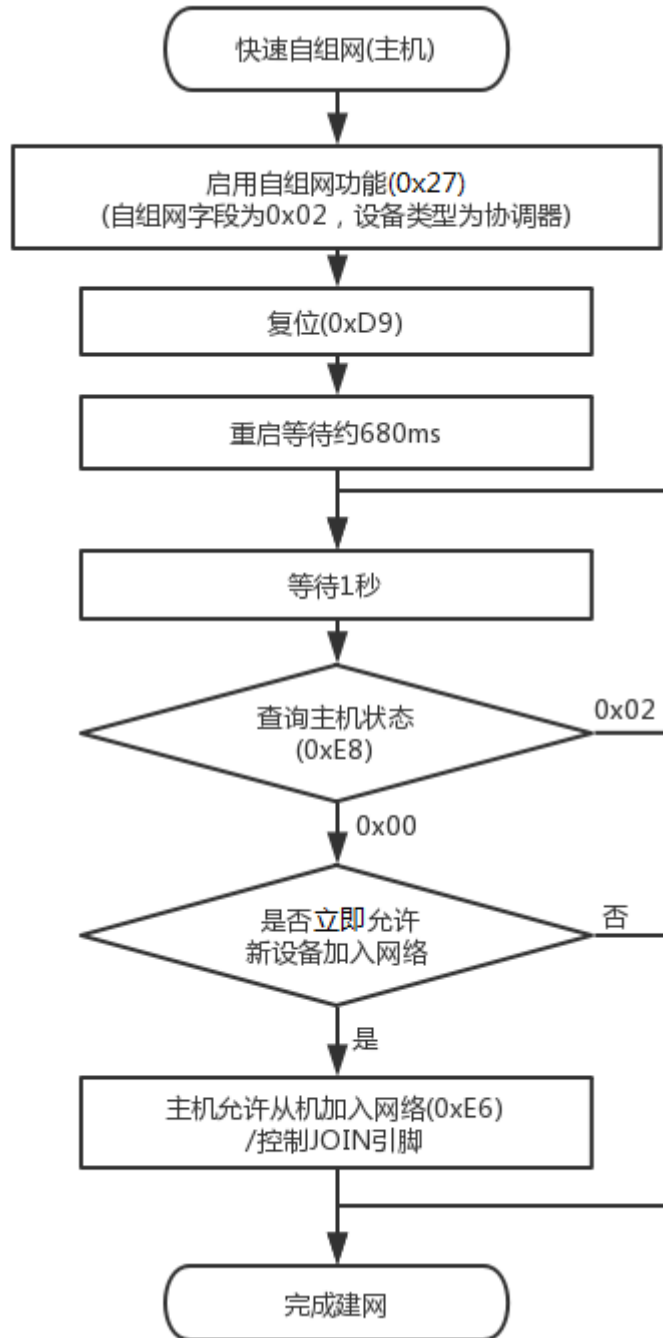 快速自组网(主机)
启用自组网功能(0x27)
(自组网字段为0x02，设备类型为协调器)
复位(0xD9)
重启等待约680ms
等待1秒
查询主机状态
(0xE8)
0x02
0x00
是否立即允许
新设备加入网络
否
是
主机允许从机加入网络(0xE6)
/控制JOIN引脚
完成建网